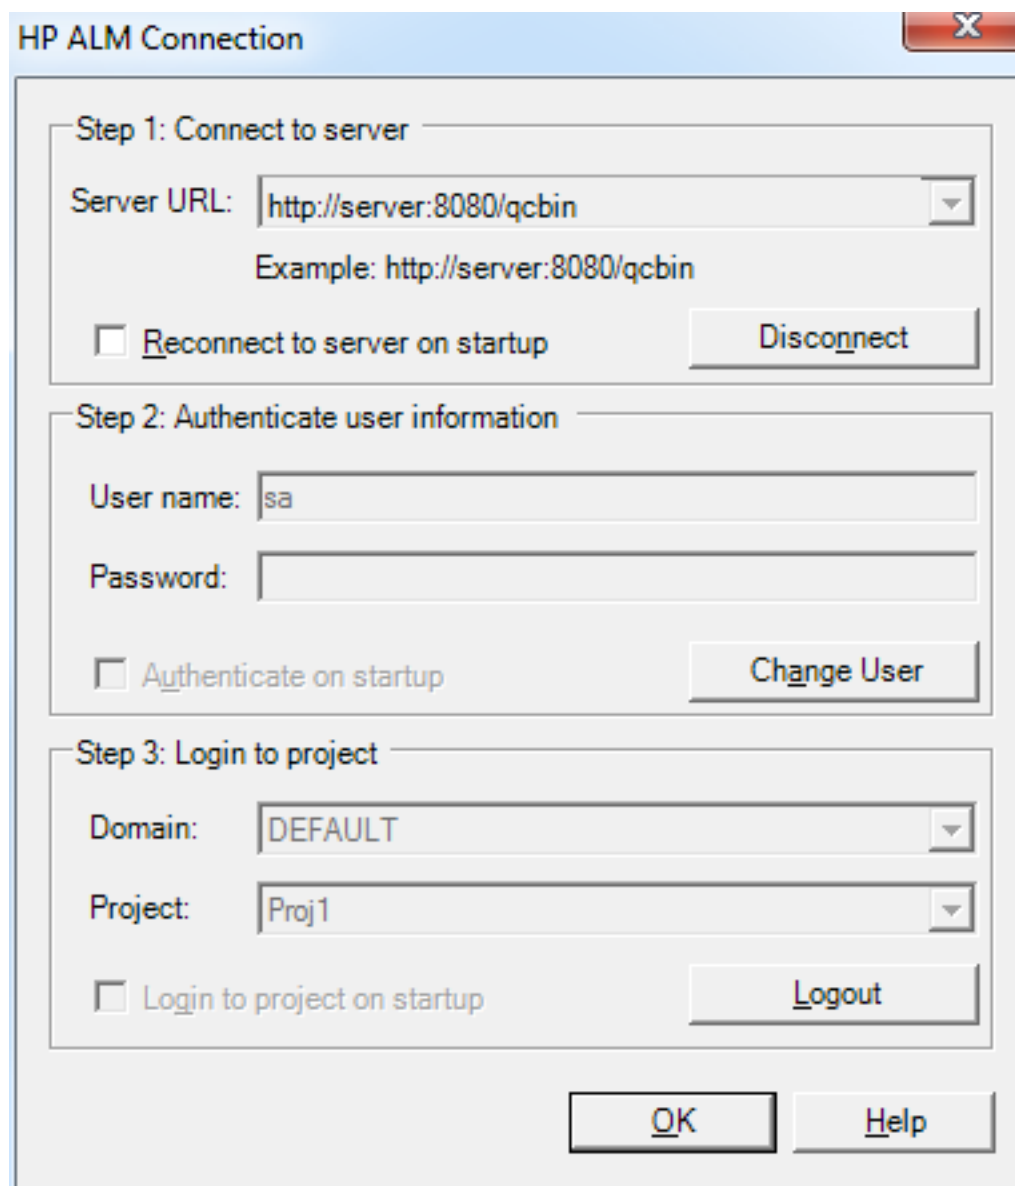 HP ALM Connection
Step 1: Connect to server
Server URL: http://server:8080/qcbin
Example: http://server:8080/qcbin
Reconnect to server on startup Disconnect
Step 2: Authenticate user information
User name: sa
Password:
Authenticate on startup Change User
Step 3: Login to project
Domain: DEFAULT
Project: Proj1
Login to project on startup Logout
OK Help